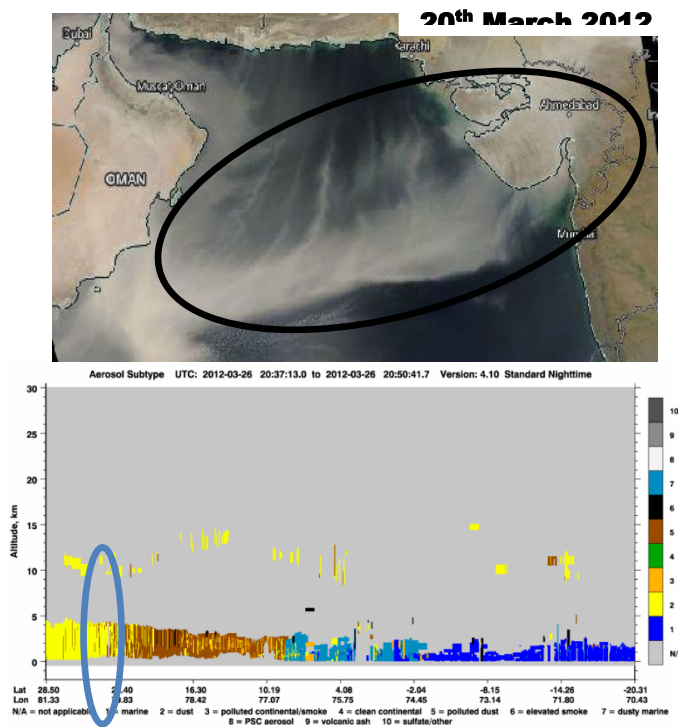 20th March 2012
Dubai
Karachi
Muscat, Oman
Ahmedabad
OMAN
Aerosol Subtype UTC: 2012-03-26 20:37:13.0 to 2012-03-26 20:50:41.7 Version: 4.10 Standard Nighttime
30
25
20
15
10
5
0
Altitude, km
10
9
8
7
6
5
4
3
2
1
N/A
Lat 28.50 16.30 10.19 4.08 -2.04 -8.15 -14.26 -20.31
Lon 81.33 78.42 77.07 75.75 74.45 73.14 71.80 70.43
N/A = not applicable 1 = marine 2 = dust 3 = polluted continental/smoke 4 = clean continental 5 = polluted dust 6 = elevated smoke 7 = dusty marine
8 = PSC aerosol 9 = volcanic ash 10 = sulfate/other